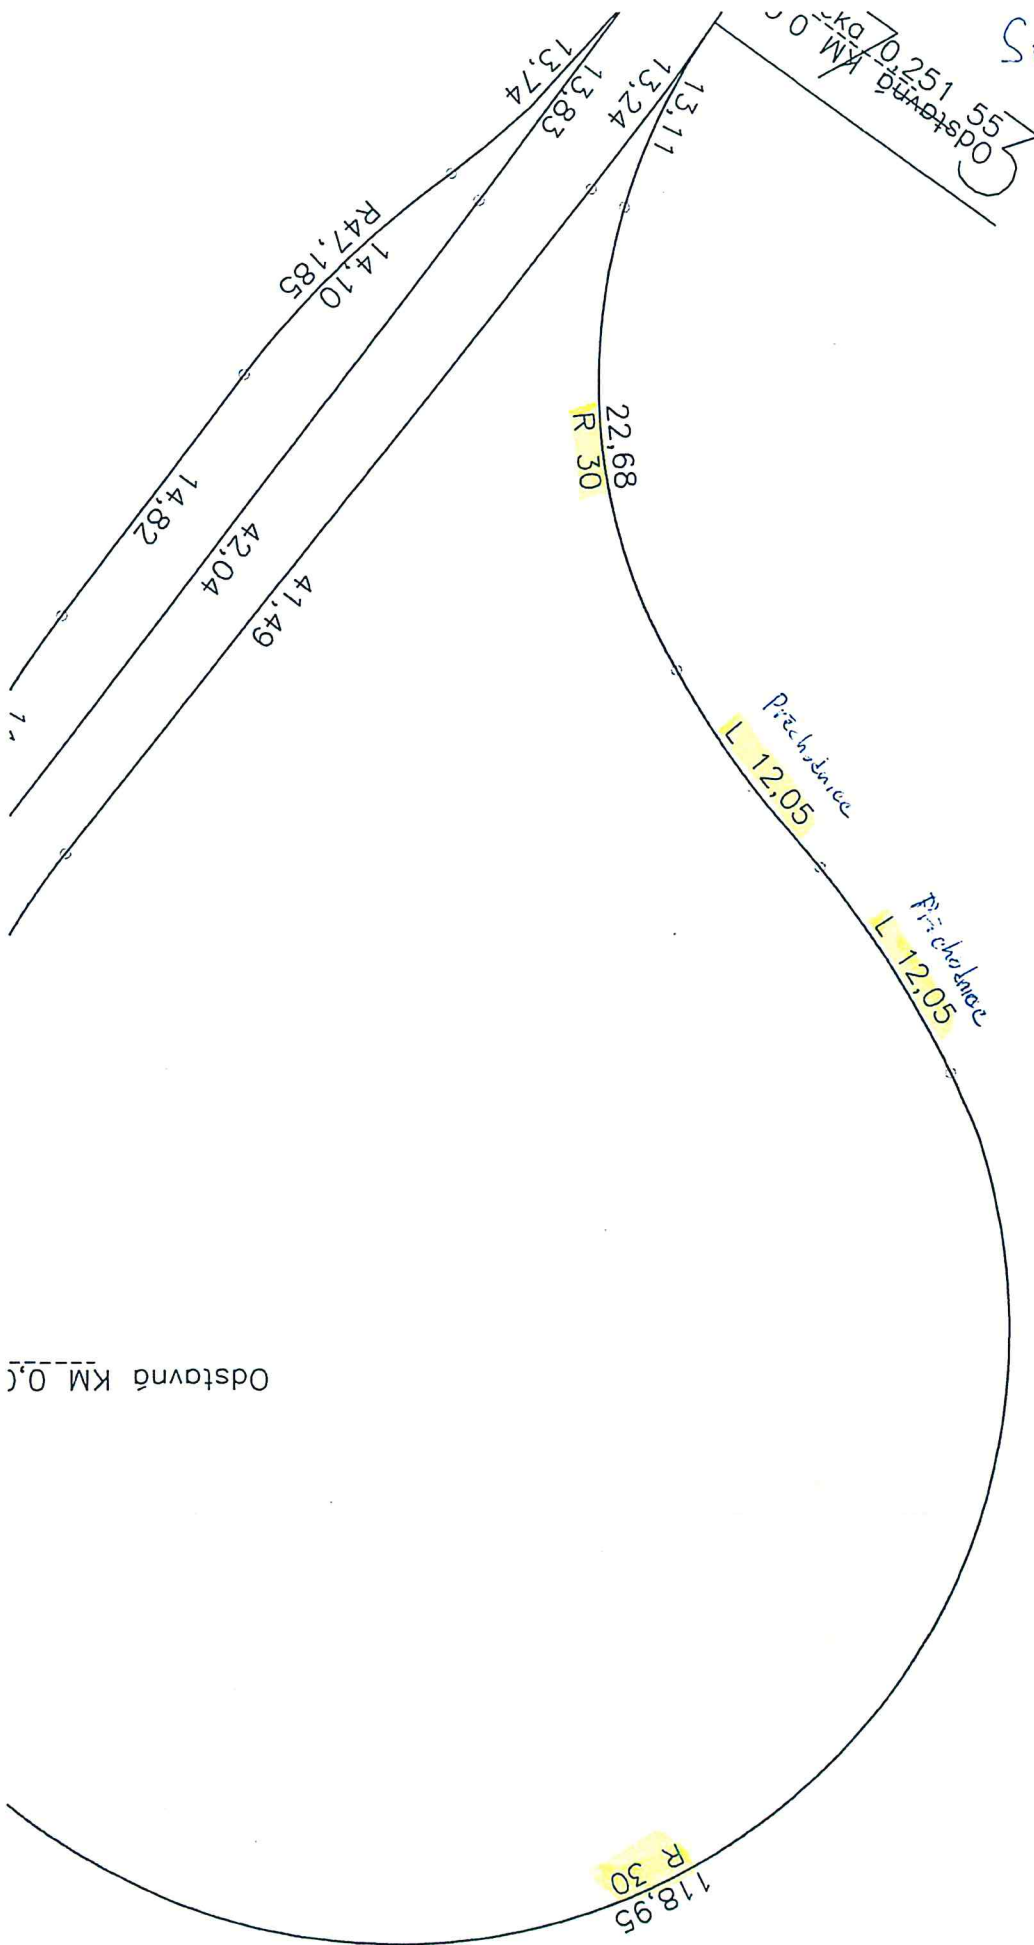 0,251 55
Odstavná KM 0
13,74
13,83
13,24
13,11
R47,185
14,10
22,68
R 30
14,82
42,04
41,49
Přechodnice
L 12,05
Přechodnice
L 12,05
Odstavná KM 0,0
R 30
118,95